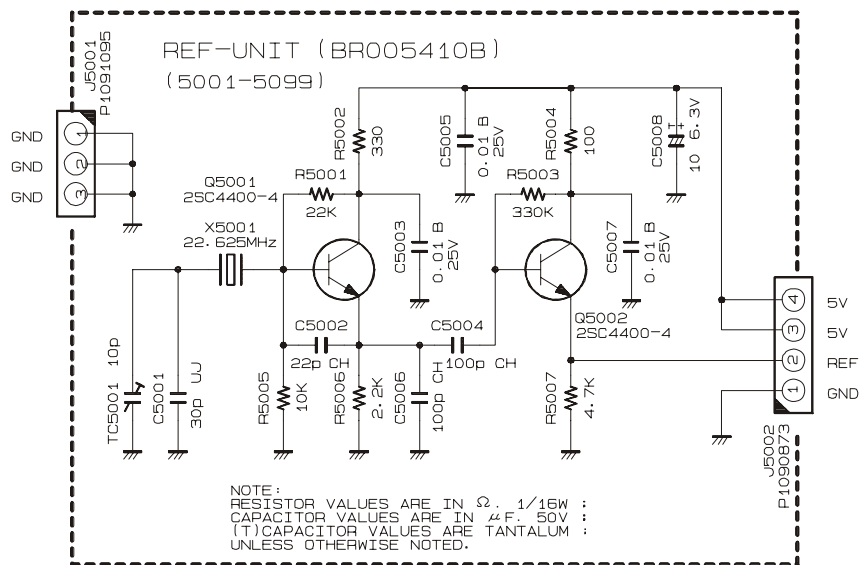 REF-UNIT (BR005410B)
(5001-5099)
J5001
P1091095
GND
1
GND
2
GND
3
R5002
330
C5005
0.01 B
25V
R5004
100
C5008
10 6.3V
+
Q5001
2SC4400-4
R5001
22K
R5003
330K
X5001
22.625MHz
C5003
0.01 B
25V
C5007
0.01 B
25V
Q5002
2SC4400-4
4
5V
3
5V
2
REF
1
GND
J5002
P1090873
C5002
22p CH
C5004
100p CH
TC5001 10p
C5001
30p UJ
R5005
10K
R5006
2.2K
C5006
100p CH
R5007
4.7K
NOTE:
RESISTOR VALUES ARE IN Ω. 1/16W ;
CAPACITOR VALUES ARE IN μF. 50V ;
(T)CAPACITOR VALUES ARE TANTALUM ;
UNLESS OTHERWISE NOTED.